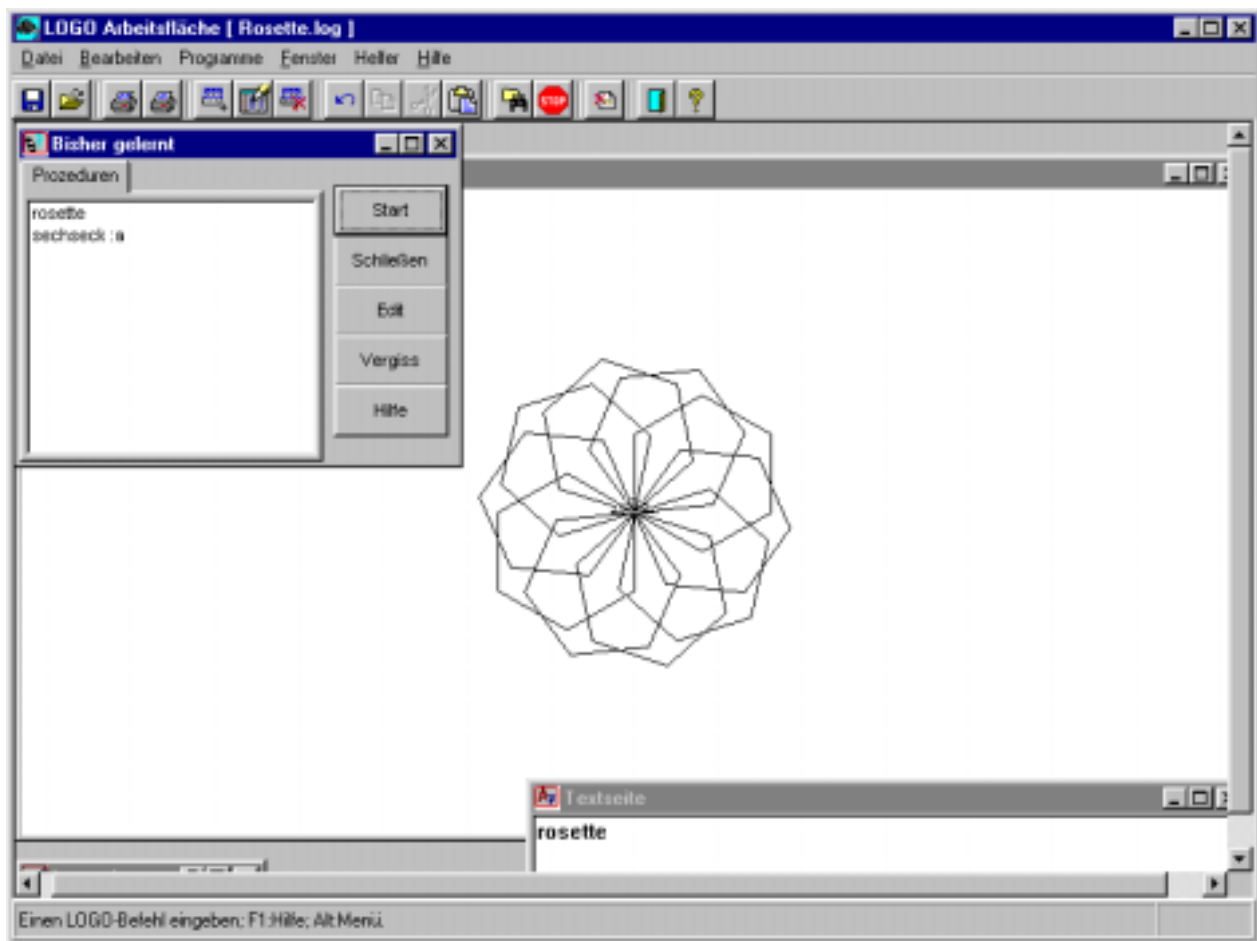 LOGO Arbeitsfläche [ Rosette.log ]
Datei Bearbeiten Programme Fenster Helfer Hilfe
STOP
Bisher gelernt
Prozeduren
rosette
sechseck :a
Start
Schließen
Edit
Vergiss
Hilfe
Textseite
rosette
Einen LOGO-Befehl eingeben; F1:Hilfe; Alt:Menü.